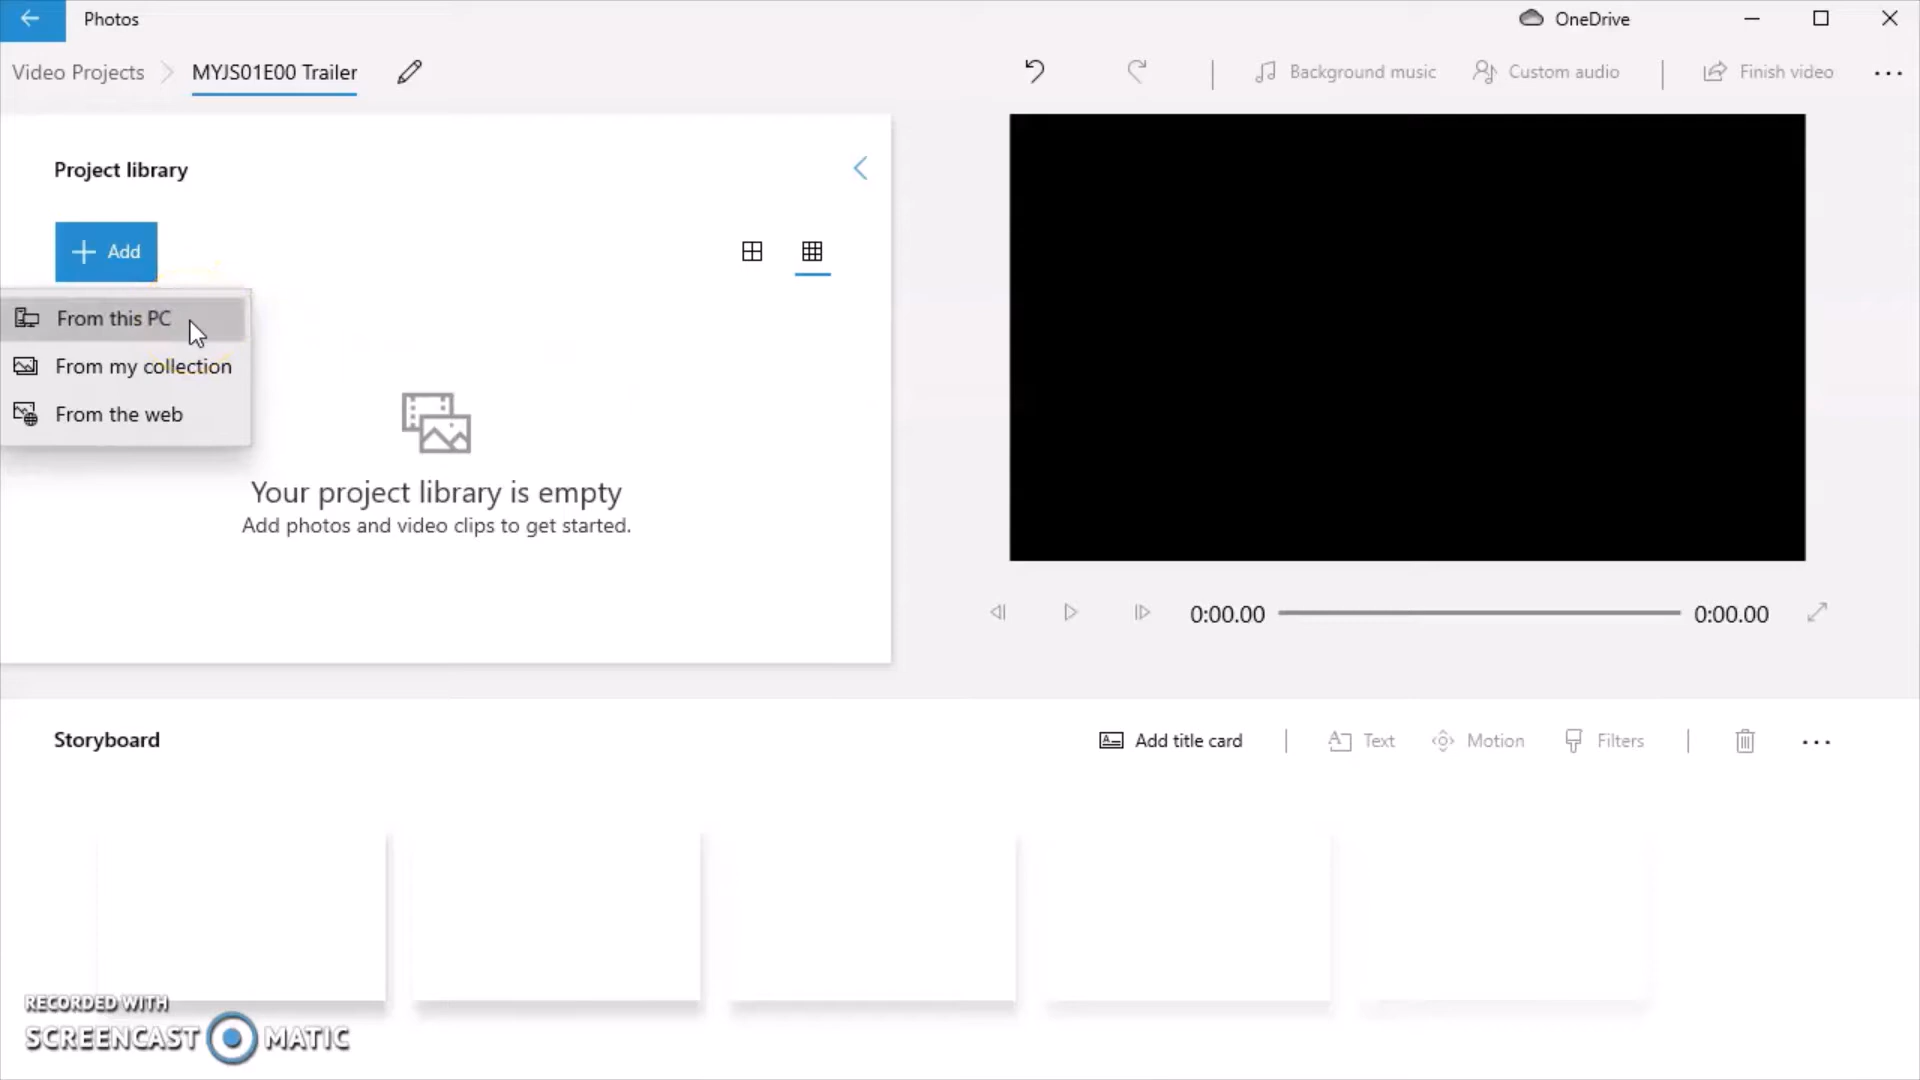 Photos
OneDrive
Video Projects
MYJS01E00 Trailer
Background music
Custom audio
Finish video
Project library
Add
From this PC
From my collection
From the web
Your project library is empty
Add photos and video clips to get started.
0:00.00
0:00.00
Storyboard
Add title card
Text
Motion
Filters
RECORDED WITH
SCREENCAST MATIC